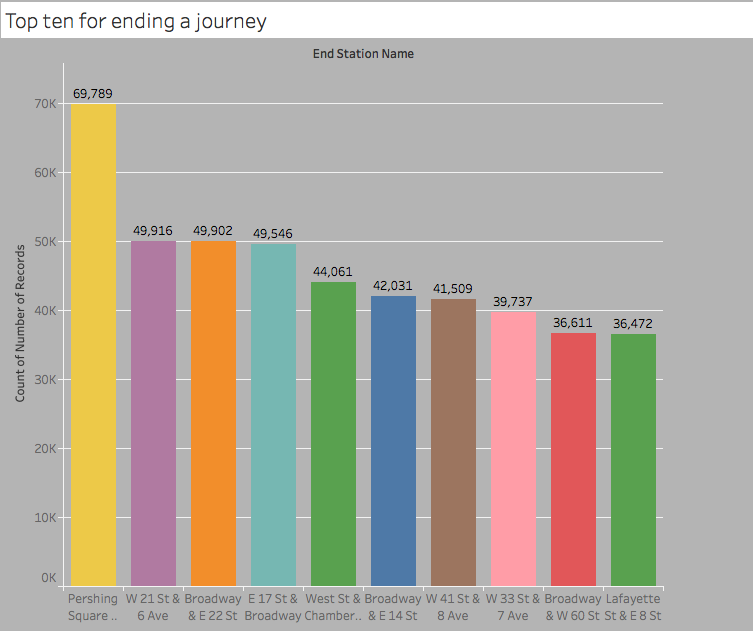 Top ten for ending a journey
End Station Name
Count of Number of Records
70K
60K
50K
40K
30K
20K
10K
0K
69,789
49,916
49,902
49,546
44,061
42,031
41,509
39,737
36,611
36,472
Pershing
Square ..
W 21 St &
6 Ave
Broadway
& E 22 St
E 17 St &
Broadway
West St &
Chamber..
Broadway
& E 14 St
W 41 St &
8 Ave
W 33 St &
7 Ave
Broadway
& W 60 St
Lafayette
St & E 8 St